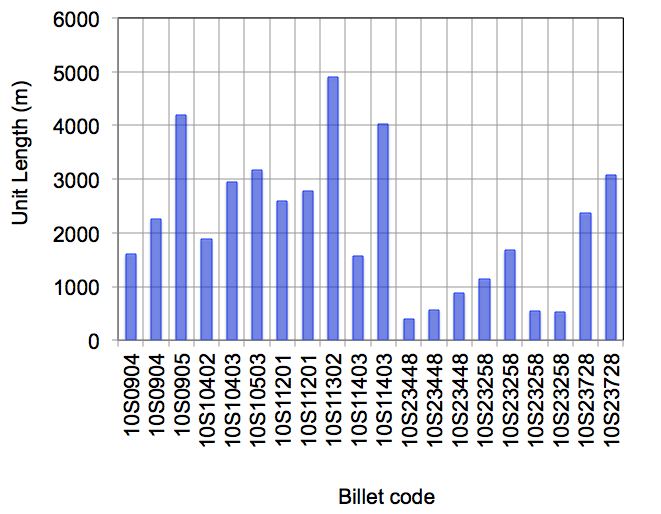 6000
5000
4000
3000
2000
1000
0
Unit Length (m)
10S0904
10S0904
10S0905
10S10402
10S10403
10S10503
10S11201
10S11201
10S11302
10S11403
10S11403
10S23448
10S23448
10S23448
10S23258
10S23258
10S23258
10S23258
10S23728
10S23728
Billet code